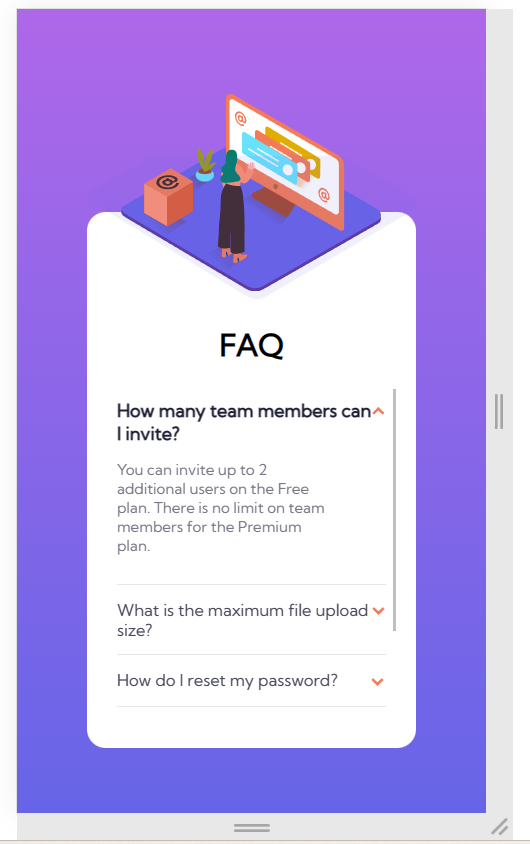 @
@
@
FAQ
How many team members can
I invite?
You can invite up to 2
additional users on the Free
plan. There is no limit on team
members for the Premium
plan.
What is the maximum file upload
size?
How do I reset my password?